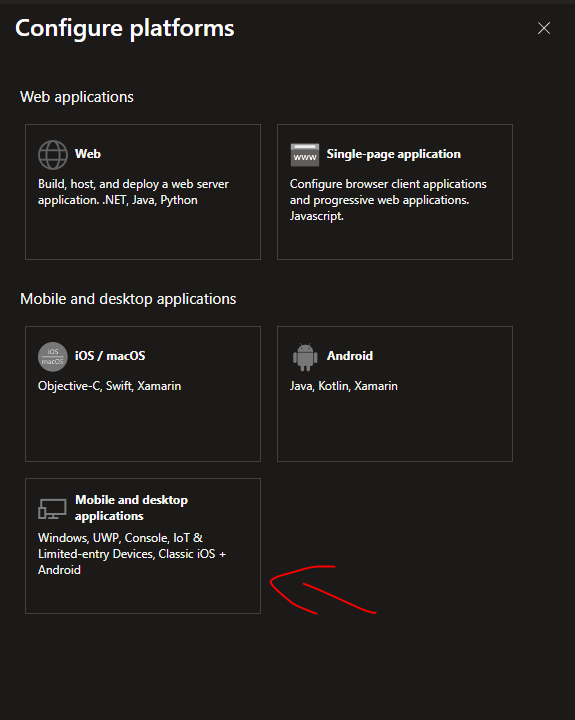 Configure platforms
Web applications
Web
Build, host, and deploy a web server
application. .NET, Java, Python
www
Single-page application
Configure browser client applications
and progressive web applications.
Javascript.
Mobile and desktop applications
iOS
macOS
iOS / macOS
Objective-C, Swift, Xamarin
Android
Java, Kotlin, Xamarin
Mobile and desktop
applications
Windows, UWP, Console, IoT &
Limited-entry Devices, Classic iOS +
Android